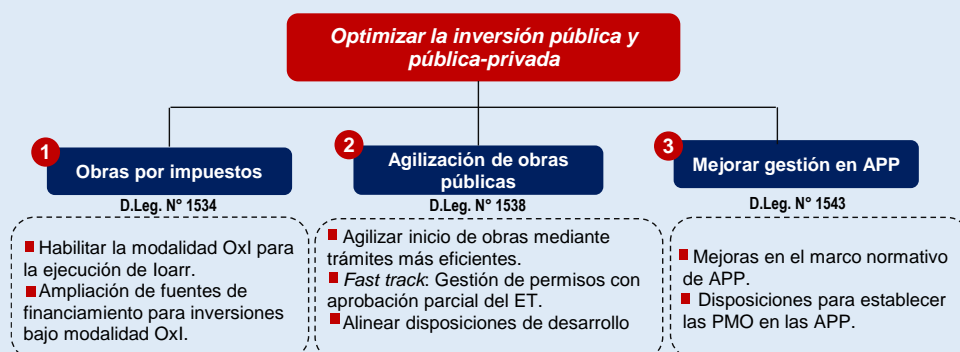 Optimizar la inversión pública y
pública-privada
1
Obras por impuestos
D.Leg. N° 1534
Habilitar la modalidad OxI para
la ejecución de Ioarr.
Ampliación de fuentes de
financiamiento para inversiones
bajo modalidad OxI.
2
Agilización de obras
públicas
D.Leg. N° 1538
Agilizar inicio de obras mediante
trámites más eficientes.
Fast track: Gestión de permisos con
aprobación parcial del ET.
Alinear disposiciones de desarrollo
3
Mejorar gestión en APP
D.Leg. N° 1543
Mejoras en el marco normativo
de APP.
Disposiciones para establecer
las PMO en las APP.